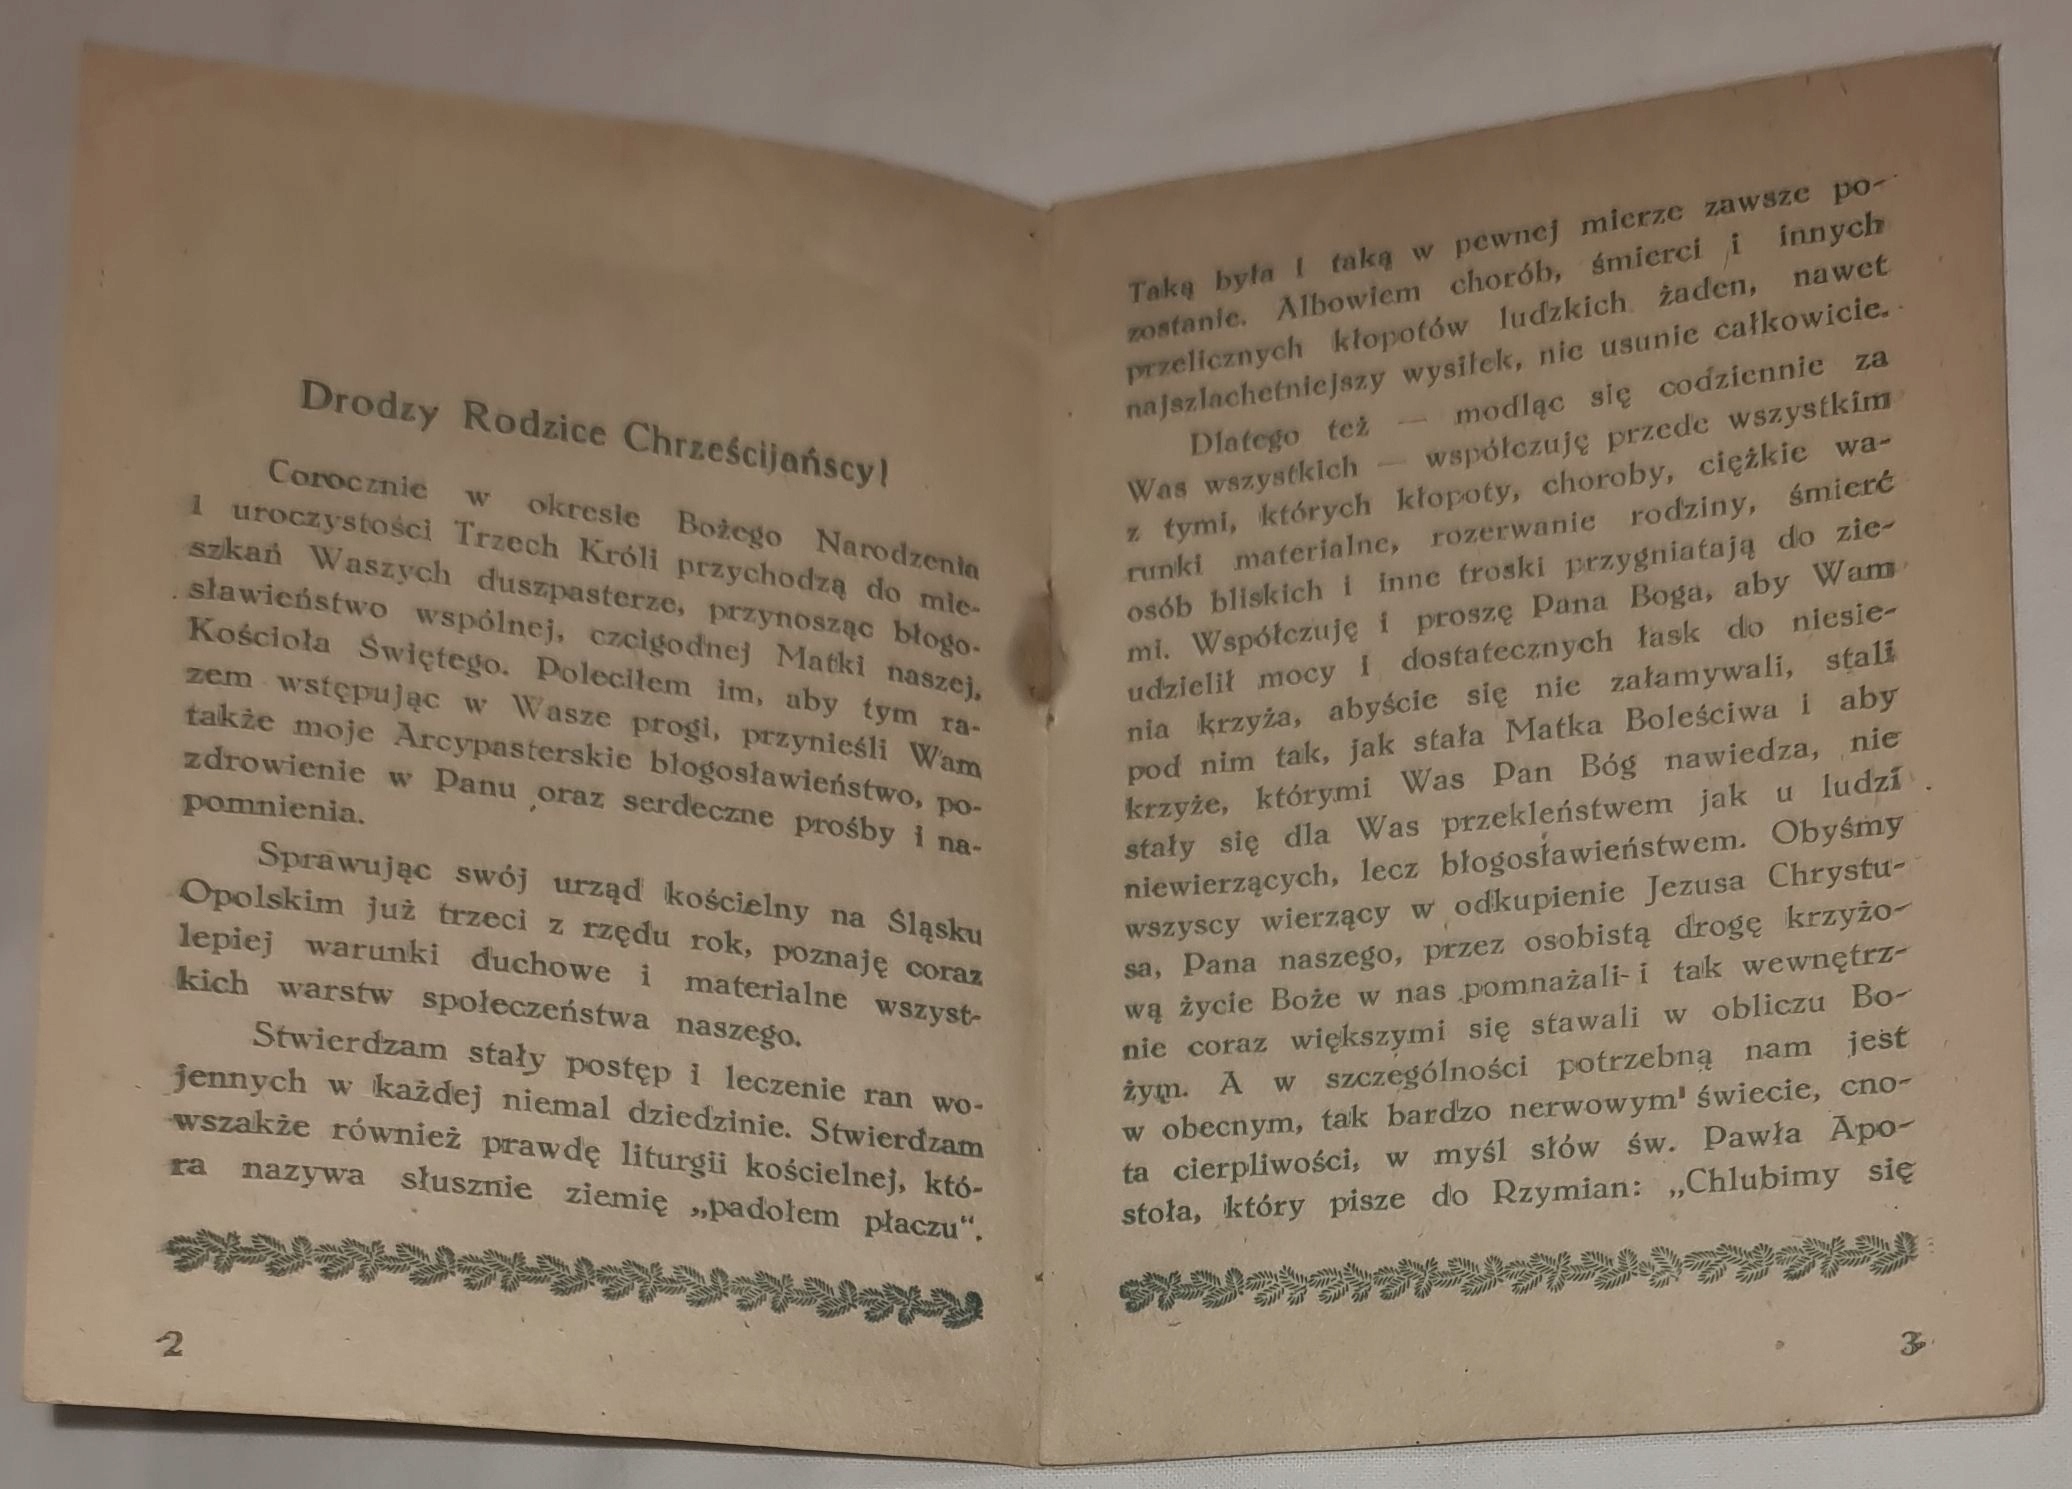 Drodzy Rodzice Chrześcijańscy!
Corocznie w okresie Bożego Narodzenia
i uroczystości Trzech Króli przychodzą do mie-
szkań Waszych duszpasterze, przynosząc błogo-
sławieństwo wspólnej, czcigodnej Matki naszej,
Kościoła Świętego. Poleciłem im, aby tym ra-
zem wstępując w Wasze progi, przynieśli Wam
także moje Arcypasterskie błogosławieństwo, po-
zdrowienie w Panu oraz serdeczne prośby i na-
pomnienia.
Sprawując swój urząd kościelny na Śląsku
Opolskim już trzeci z rzędu rok, poznaję coraz
lepiej warunki duchowe i materialne wszyst-
kich warstw społeczeństwa naszego.
Stwierdzam stały postęp i leczenie ran wo-
jennych w każdej niemal dziedzinie. Stwierdzam
wszakże również prawdę liturgii kościelnej, któ-
ra nazywa słusznie ziemię „padołem płaczu“.
2
Taką była i taką w pewnej mierze zawsze po-
zostanie. Albowiem chorób, śmierci i innych
przelicznych kłopotów ludzkich żaden, nawet
najszlachetniejszy wysiłek, nie usunie całkowicie.
Dlatego też — modląc się codziennie za
Was wszystkich — współczuję przede wszystkim
z tymi, których kłopoty, choroby, ciężkie wa-
runki materialne, rozerwanie rodziny, śmierć
osób bliskich i inne troski przygniatają do zie-
mi. Współczuję i proszę Pana Boga, aby Wam
udzielił mocy i dostatecznych łask do niesie-
nia krzyża, abyście się nie załamywali, stali
pod nim tak, jak stała Matka Boleściwa i aby
krzyże, którymi Was Pan Bóg nawiedza, nie
stały się dla Was przekleństwem jak u ludzi
niewierzących, lecz błogosławieństwem. Obyśmy
wszyscy wierzący w odkupienie Jezusa Chrystu-
sa, Pana naszego, przez osobistą drogę krzyżo-
wą życie Boże w nas pomnażali i tak wewnętrz-
nie coraz większymi się stawali w obliczu Bo-
żym. A w szczególności potrzebną nam jest
w obecnym, tak bardzo nerwowym świecie, cno-
ta cierpliwości, w myśl słów św. Pawła Apo-
stoła, który pisze do Rzymian: „Chlubimy się
3